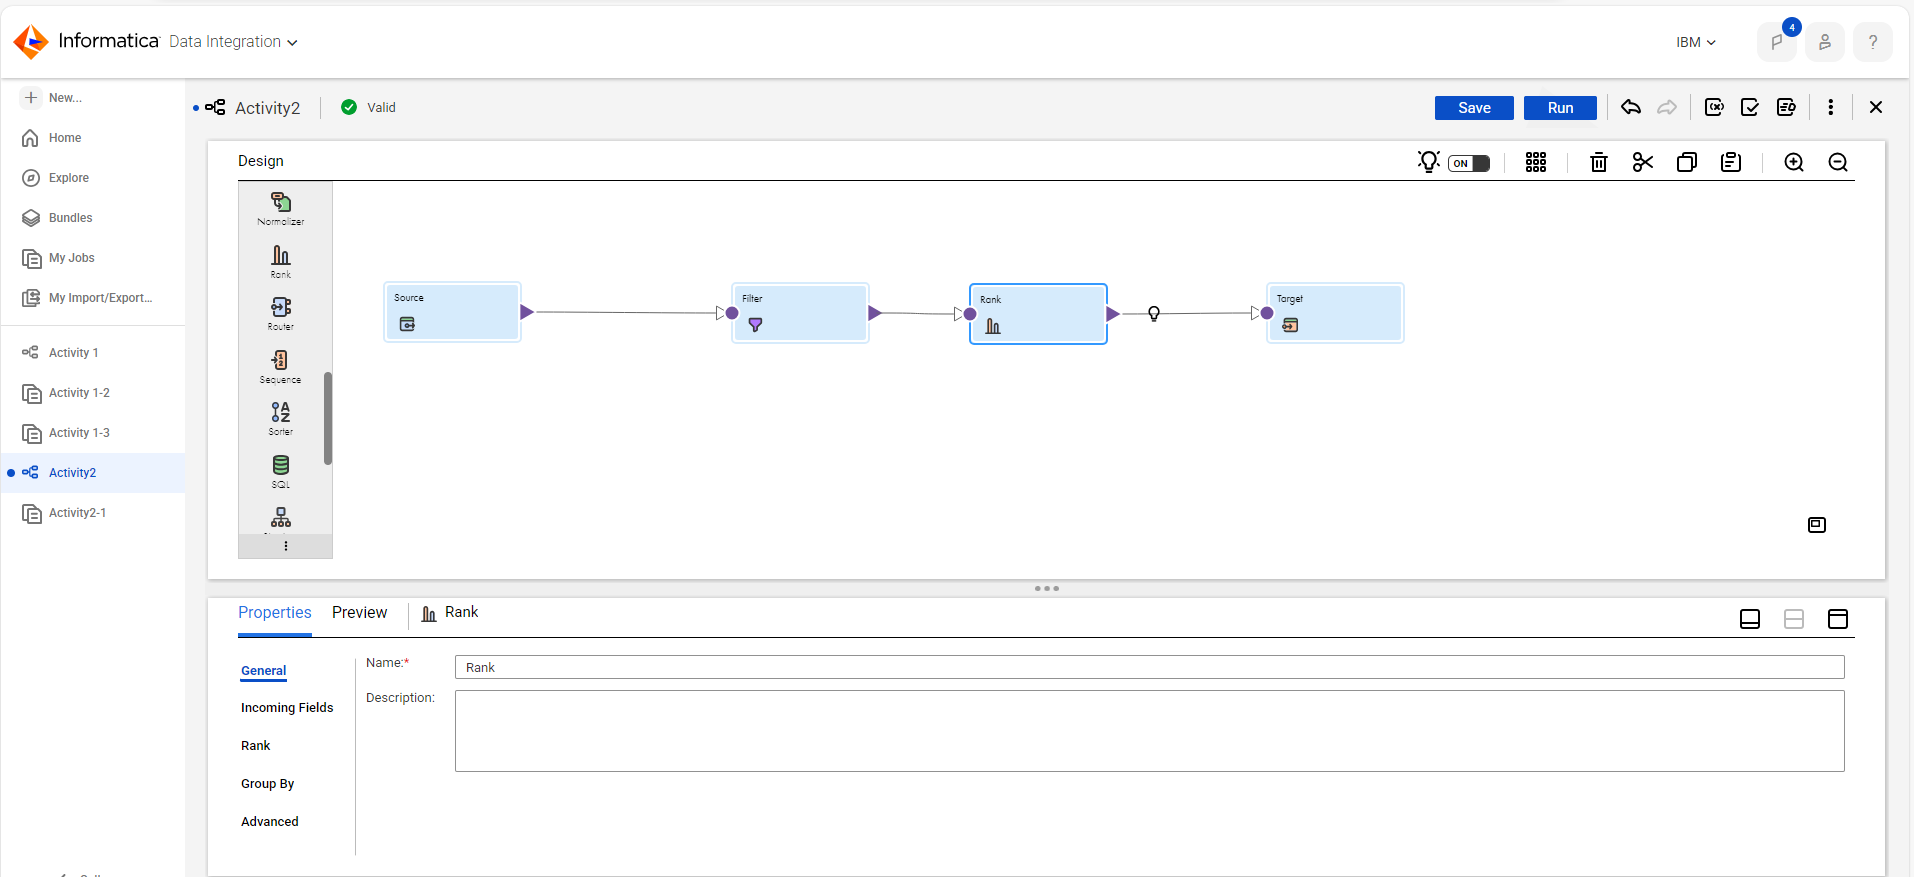 Informatica Data Integration
IBM
4
?
New...
Home
Explore
Bundles
My Jobs
My Import/Export...
Activity 1
Activity 1-2
Activity 1-3
Activity2
Activity2-1
Activity2
Valid
Save
Run
Design
ON
Normalizer
Rank
Router
Sequence
Sorter
SQL
Source
Filter
Rank
Target
Properties
Preview
Rank
General
Incoming Fields
Rank
Group By
Advanced
Name:*
Rank
Description: